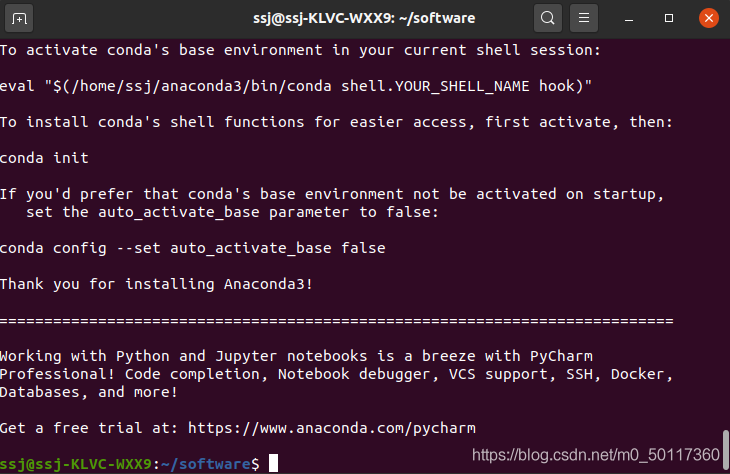 ssj@ssj-KLVC-WXX9: ~/software
To activate conda's base environment in your current shell session:
eval "$(/home/ssj/anaconda3/bin/conda shell.YOUR_SHELL_NAME hook)"
To install conda's shell functions for easier access, first activate, then:
conda init
If you'd prefer that conda's base environment not be activated on startup,
   set the auto_activate_base parameter to false:
conda config --set auto_activate_base false
Thank you for installing Anaconda3!
===========================================================================
Working with Python and Jupyter notebooks is a breeze with PyCharm
Professional! Code completion, Notebook debugger, VCS support, SSH, Docker,
Databases, and more!
Get a free trial at: https://www.anaconda.com/pycharm
ssj@ssj-KLVC-WXX9:~/software$
https://blog.csdn.net/m0_50117360